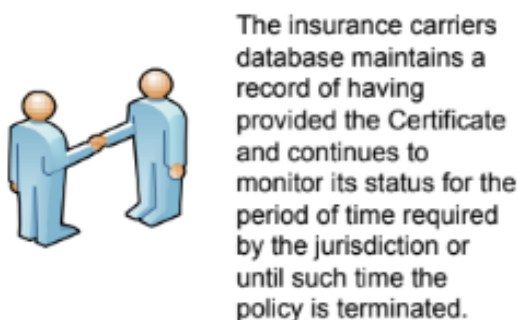 The insurance carriers
database maintains a
record of having
provided the Certificate
and continues to
monitor its status for the
period of time required
by the jurisdiction or
until such time the
policy is terminated.